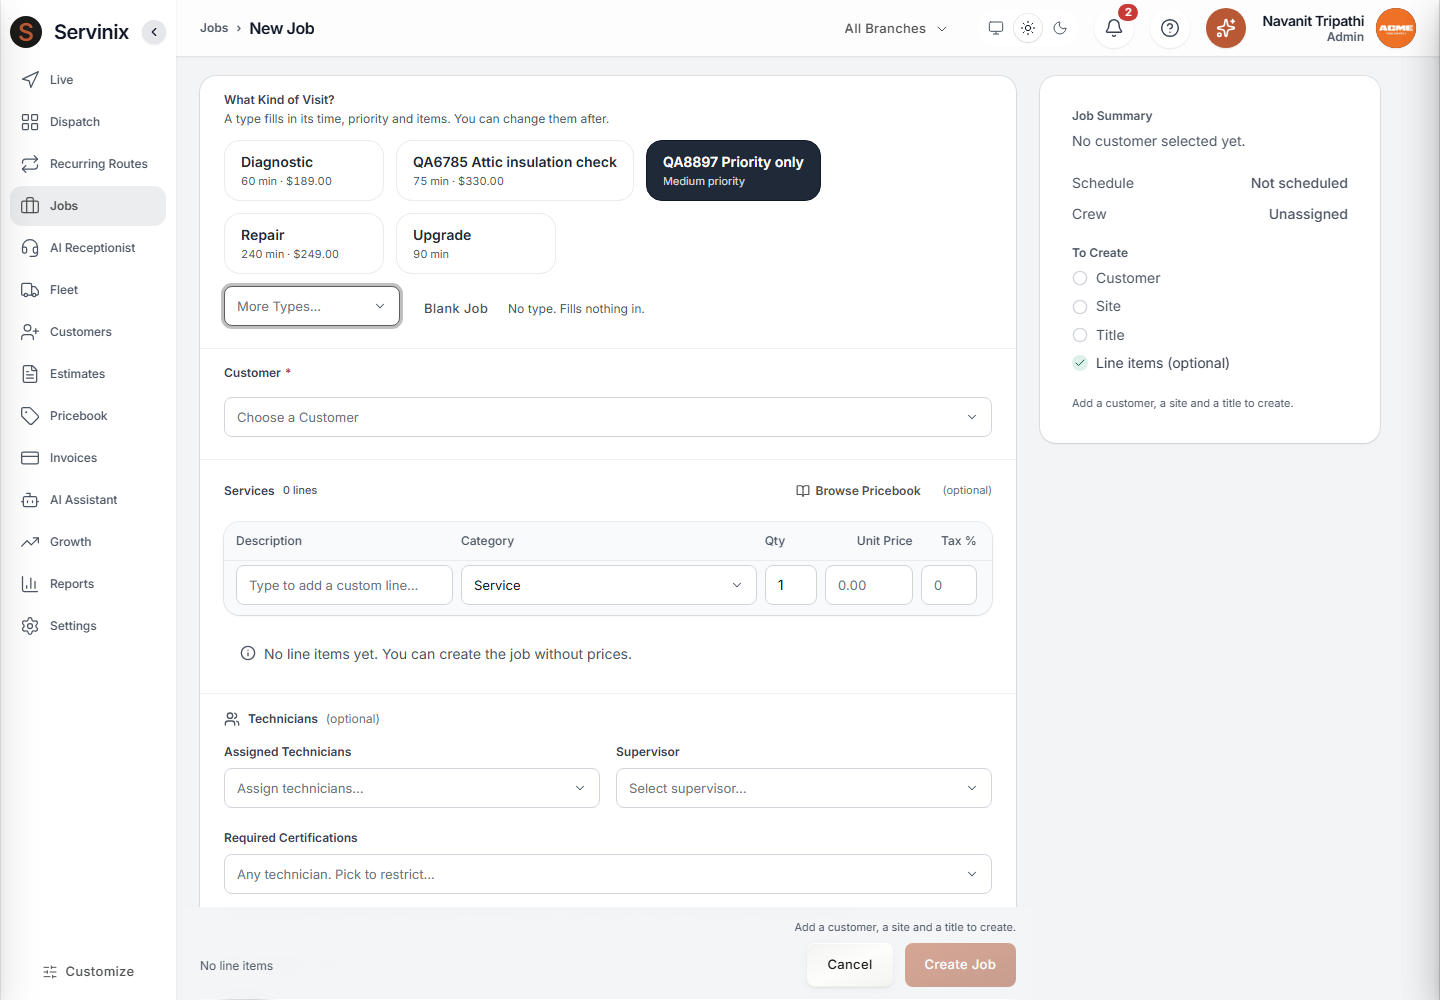 S Servinix
Jobs › New Job
All Branches
2
Navanit Tripathi
Admin
ACME
Live
Dispatch
Recurring Routes
Jobs
AI Receptionist
Fleet
Customers
Estimates
Pricebook
Invoices
AI Assistant
Growth
Reports
Settings
Customize
What Kind of Visit?
A type fills in its time, priority and items. You can change them after.
Diagnostic
60 min · $189.00
QA6785 Attic insulation check
75 min · $330.00
QA8897 Priority only
Medium priority
Repair
240 min · $249.00
Upgrade
90 min
More Types...
Blank Job
No type. Fills nothing in.
Customer *
Choose a Customer
Services 0 lines
Browse Pricebook
(optional)
Description Category Qty Unit Price Tax %
Type to add a custom line... Service 1 0.00 0
No line items yet. You can create the job without prices.
Technicians (optional)
Assigned Technicians
Assign technicians...
Supervisor
Select supervisor...
Required Certifications
Any technician. Pick to restrict...
Add a customer, a site and a title to create.
No line items
Cancel
Create Job
Job Summary
No customer selected yet.
Schedule Not scheduled
Crew Unassigned
To Create
Customer
Site
Title
Line items (optional)
Add a customer, a site and a title to create.